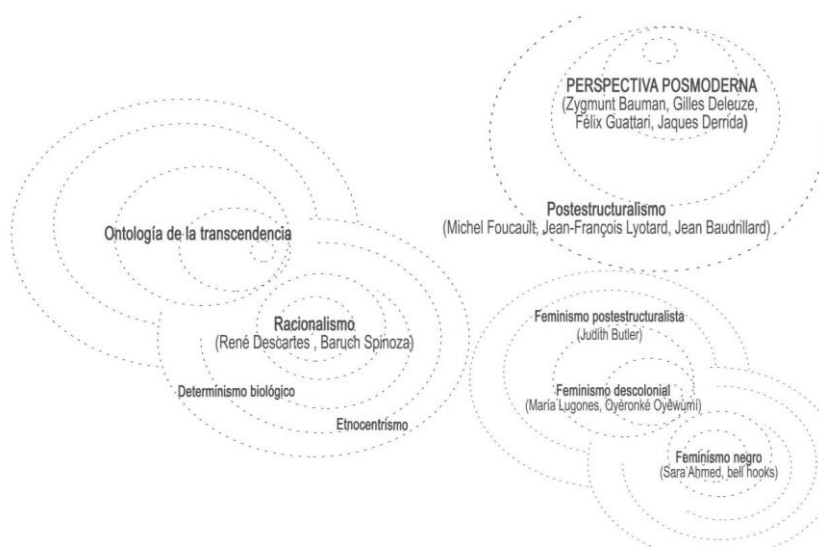 PERSPECTIVA POSMODERNA
(Zygmunt Bauman, Gilles Deleuze,
Félix Guattari, Jaques Derrida)
Postestructuralismo
(Michel Foucault, Jean-François Lyotard, Jean Baudrillard)
Ontología de la transcendencia
Racionalismo
(René Descartes , Baruch Spinoza)
Determinismo biológico
Etnocentrismo
Feminismo postestructuralista
(Judith Butler)
Feminismo descolonial
(María Lugones, Oyèronké Oyěwùmí)
Feminismo negro
(Sara Ahmed, bell hooks)